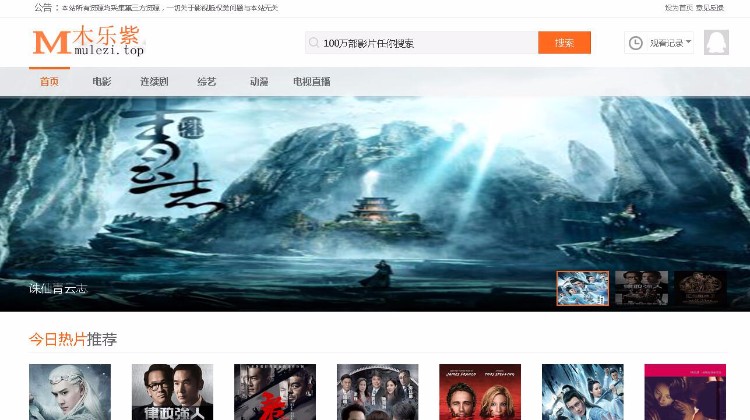 公告：本站所有资源均采集第三方资源，一切关于影视版权类问题与本站无关
设为首页 意见反馈
M木乐紫
mulezi.top
100万部影片任你搜索
搜索
观看记录
首页 电影 连续剧 综艺 动漫 电视直播
青云志
诛仙青云志
今日热片推荐
律政强人